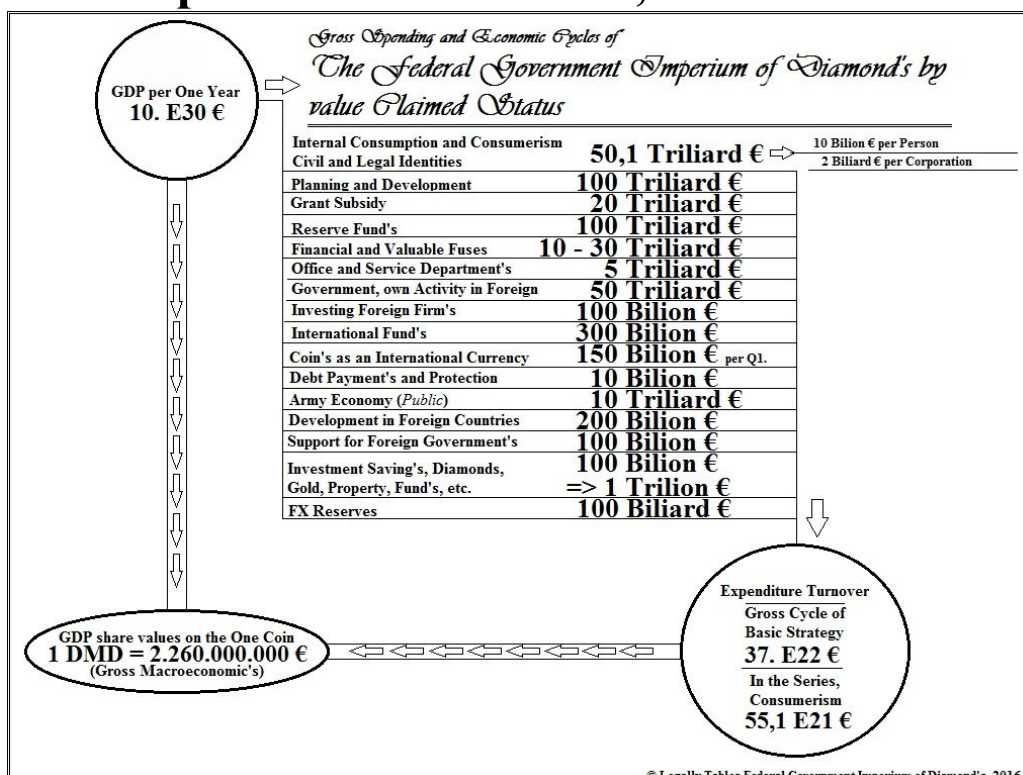 GDP per One Year
10. E30 €
Gross Spending and Economic Cycles of
The Federal Government Imperium of Diamond's by
value Claimed Status
Internal Consumption and Consumerism
Civil and Legal Identities
50,1 Triliard €
10 Bilion € per Person
2 Biliard € per Corporation
Planning and Development 100 Triliard €
Grant Subsidy 20 Triliard €
Reserve Fund's 100 Triliard €
Financial and Valuable Fuses 10 - 30 Triliard €
Office and Service Department's 5 Triliard €
Government, own Activity in Foreign 50 Triliard €
Investing Foreign Firm's 100 Bilion €
International Fund's 300 Bilion €
Coin's as an International Currency 150 Bilion € per Q1.
Debt Payment's and Protection 10 Bilion €
Army Economy (Public) 10 Triliard €
Development in Foreign Countries 200 Bilion €
Support for Foreign Government's 100 Bilion €
Investment Saving's, Diamonds, 100 Bilion €
Gold, Property, Fund's, etc. => 1 Trilion €
FX Reserves 100 Biliard €
Expenditure Turnover
Gross Cycle of
Basic Strategy
37. E22 €
In the Series,
Consumerism
55,1 E21 €
GDP share values on the One Coin
1 DMD = 2.260.000.000 €
(Gross Macroeconomic's)
© Legally Tables Federal Government Imperium of Diamond's, 2016